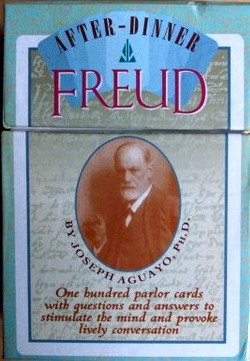 AFTER-DINNER
FREUD
BY JOSEPH AGUAYO, PH.D.
One hundred parlor cards
with questions and answers to
stimulate the mind and provoke
lively conversation